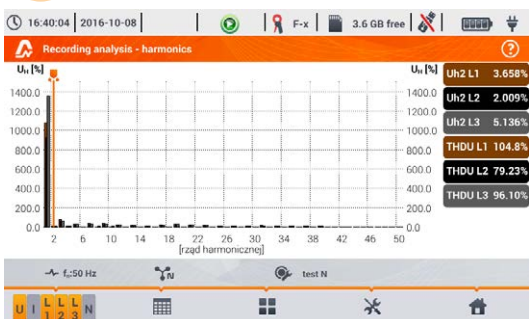 16:40:04 2016-10-08 F-x 3.6 GB free
Recording analysis - harmonics ?
U_H [%] U_H [%] Uh2 L1 3.658%
1400.0 1400.0 Uh2 L2 2.009%
1200.0 1200.0 Uh2 L3 5.136%
1000.0 1000.0
800.0 800.0 THDU L1 104.8%
600.0 600.0 THDU L2 79.23%
400.0 400.0 THDU L3 96.10%
200.0 200.0
0.0 0.0
2 6 10 14 18 22 26 30 34 38 42 46 50
[rząd harmonicznej]
fₙ:50 Hz N test N
U I L1 L2 L3 N